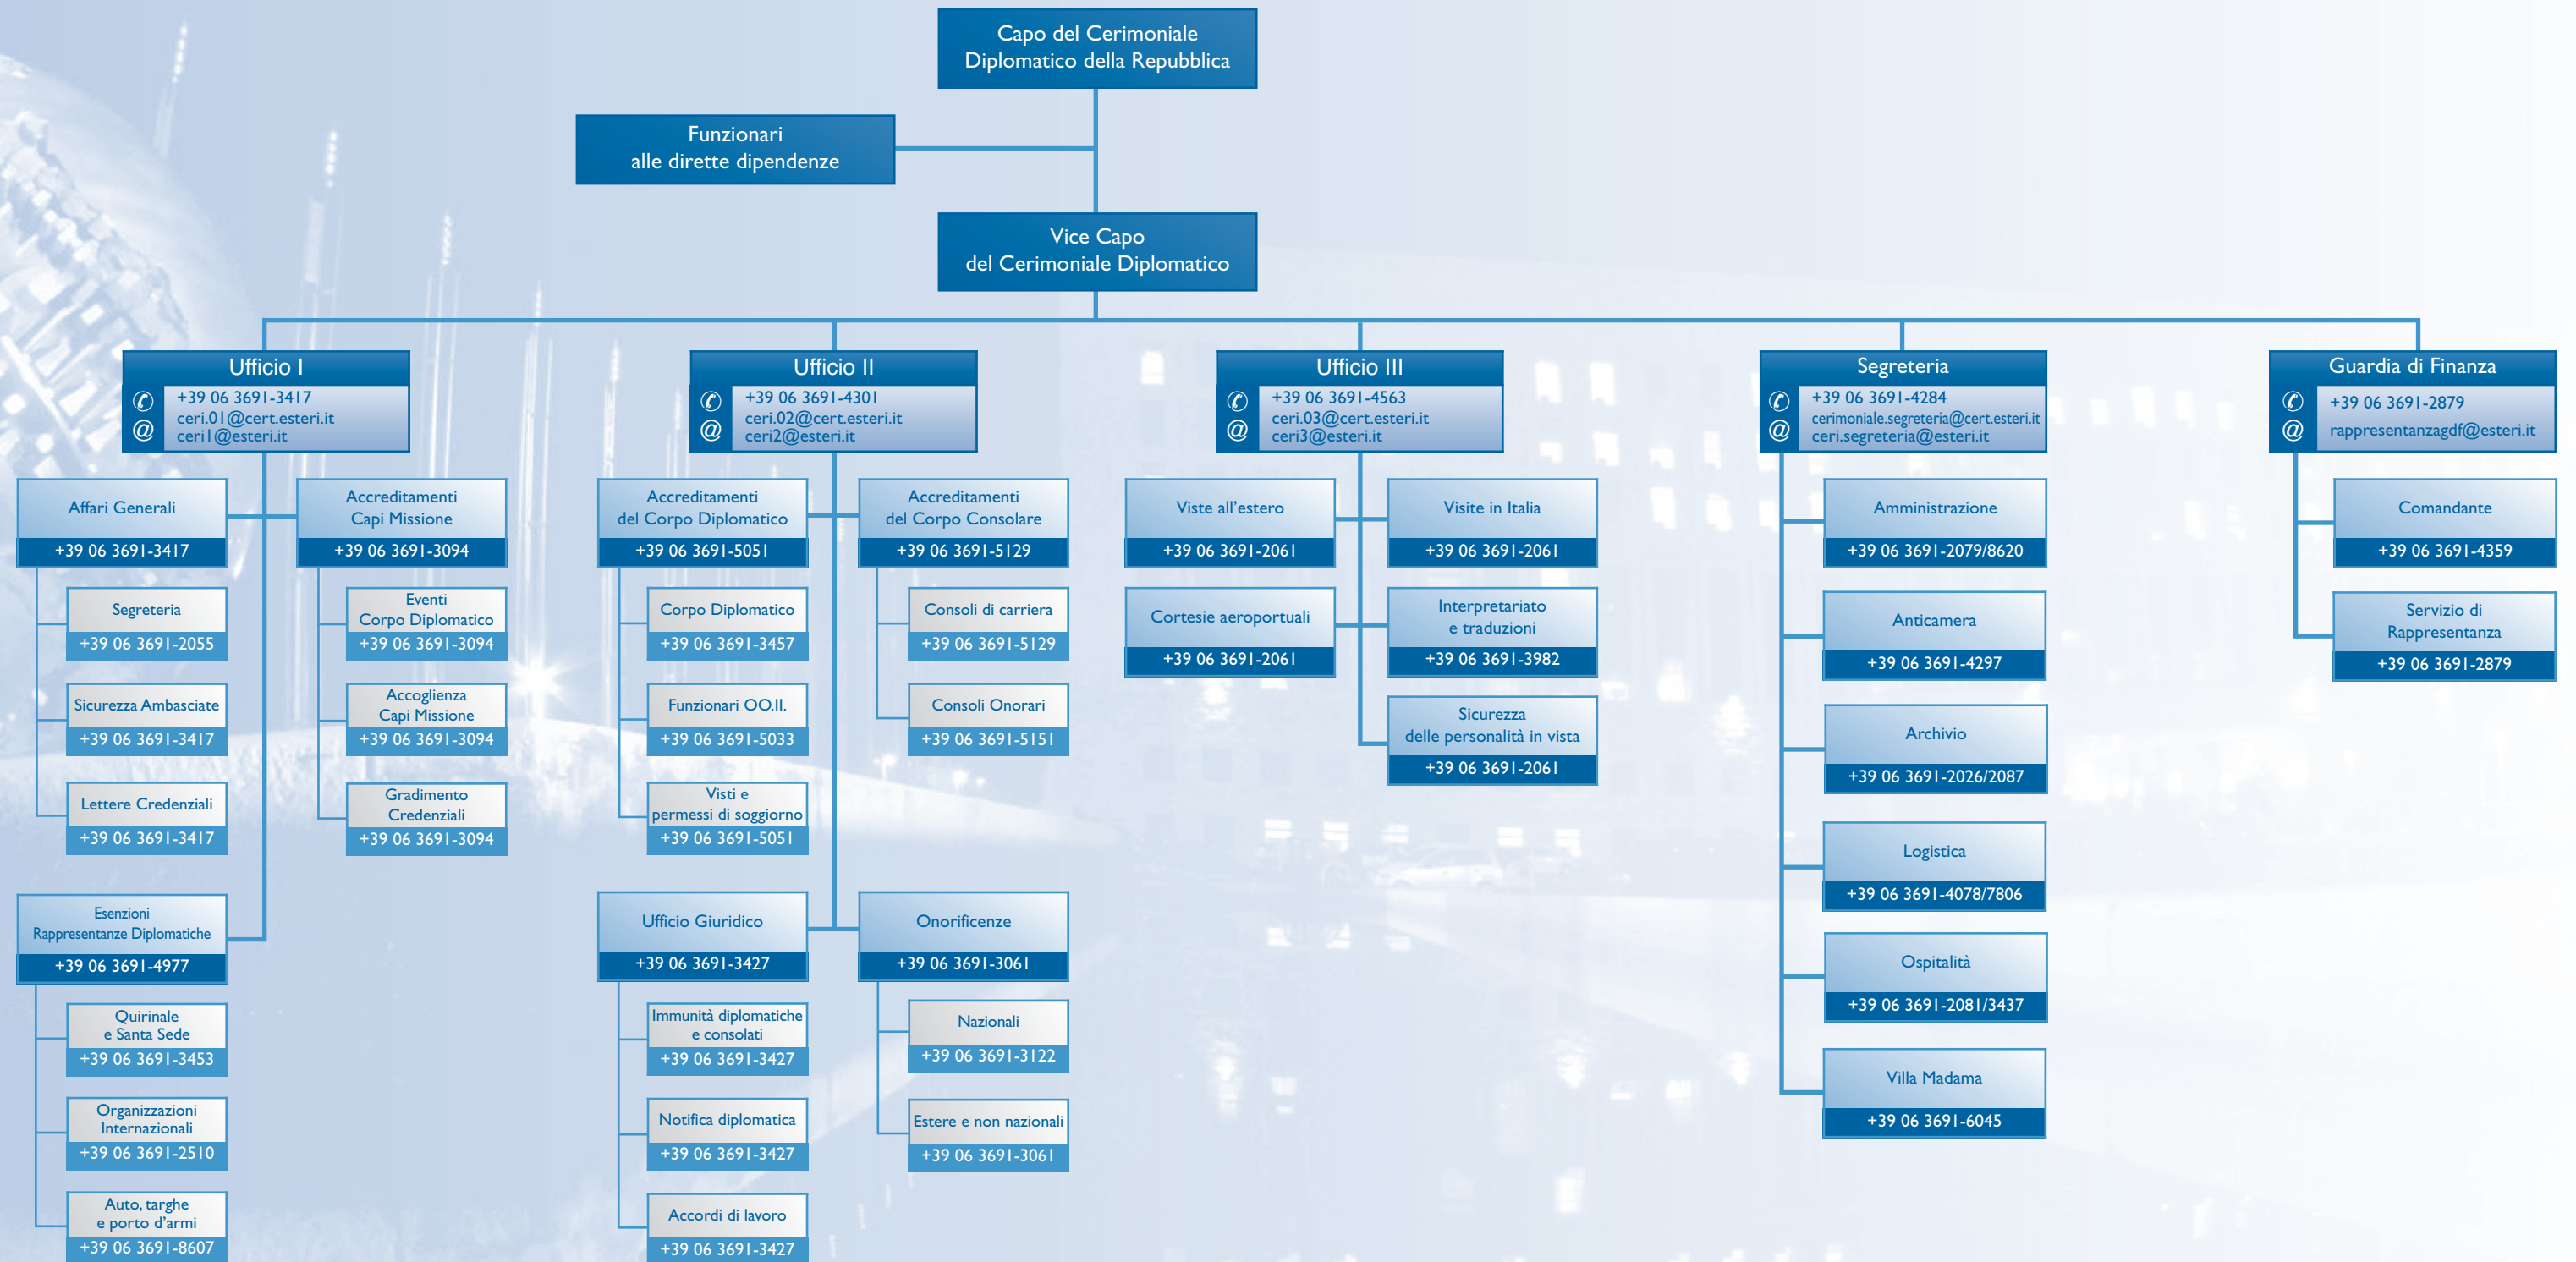 Capo del Cerimoniale
Diplomatico della Repubblica
Funzionari
alle dirette dipendenze
Vice Capo
del Cerimoniale Diplomatico
Ufficio I
✆ +39 06 3691-3417
@ ceri.01@cert.esteri.it
ceri1@esteri.it
Affari Generali
+39 06 3691-3417
Segreteria
+39 06 3691-2055
Sicurezza Ambasciate
+39 06 3691-3417
Lettere Credenziali
+39 06 3691-3417
Accreditamenti
Capi Missione
+39 06 3691-3094
Eventi
Corpo Diplomatico
+39 06 3691-3094
Accoglienza
Capi Missione
+39 06 3691-3094
Gradimento
Credenziali
+39 06 3691-3094
Esenzioni
Rappresentanze Diplomatiche
+39 06 3691-4977
Quirinale
e Santa Sede
+39 06 3691-3453
Organizzazioni
Internazionali
+39 06 3691-2510
Auto, targhe
e porto d'armi
+39 06 3691-8607
Ufficio II
✆ +39 06 3691-4301
@ ceri.02@cert.esteri.it
ceri2@esteri.it
Accreditamenti
del Corpo Diplomatico
+39 06 3691-5051
Corpo Diplomatico
+39 06 3691-3457
Funzionari OO.II.
+39 06 3691-5033
Visti e
permessi di soggiorno
+39 06 3691-5051
Accreditamenti
del Corpo Consolare
+39 06 3691-5129
Consoli di carriera
+39 06 3691-5129
Consoli Onorari
+39 06 3691-5151
Ufficio Giuridico
+39 06 3691-3427
Immunità diplomatiche
e consolati
+39 06 3691-3427
Notifica diplomatica
+39 06 3691-3427
Accordi di lavoro
+39 06 3691-3427
Onorificenze
+39 06 3691-3061
Nazionali
+39 06 3691-3122
Estere e non nazionali
+39 06 3691-3061
Ufficio III
✆ +39 06 3691-4563
@ ceri.03@cert.esteri.it
ceri3@esteri.it
Viste all'estero
+39 06 3691-2061
Visite in Italia
+39 06 3691-2061
Cortesie aeroportuali
+39 06 3691-2061
Interpretariato
e traduzioni
+39 06 3691-3982
Sicurezza
delle personalità in vista
+39 06 3691-2061
Segreteria
✆ +39 06 3691-4284
@ cerimoniale.segreteria@cert.esteri.it
ceri.segreteria@esteri.it
Amministrazione
+39 06 3691-2079/8620
Anticamera
+39 06 3691-4297
Archivio
+39 06 3691-2026/2087
Logistica
+39 06 3691-4078/7806
Ospitalità
+39 06 3691-2081/3437
Villa Madama
+39 06 3691-6045
Guardia di Finanza
✆ +39 06 3691-2879
@ rappresentanzagdf@esteri.it
Comandante
+39 06 3691-4359
Servizio di
Rappresentanza
+39 06 3691-2879